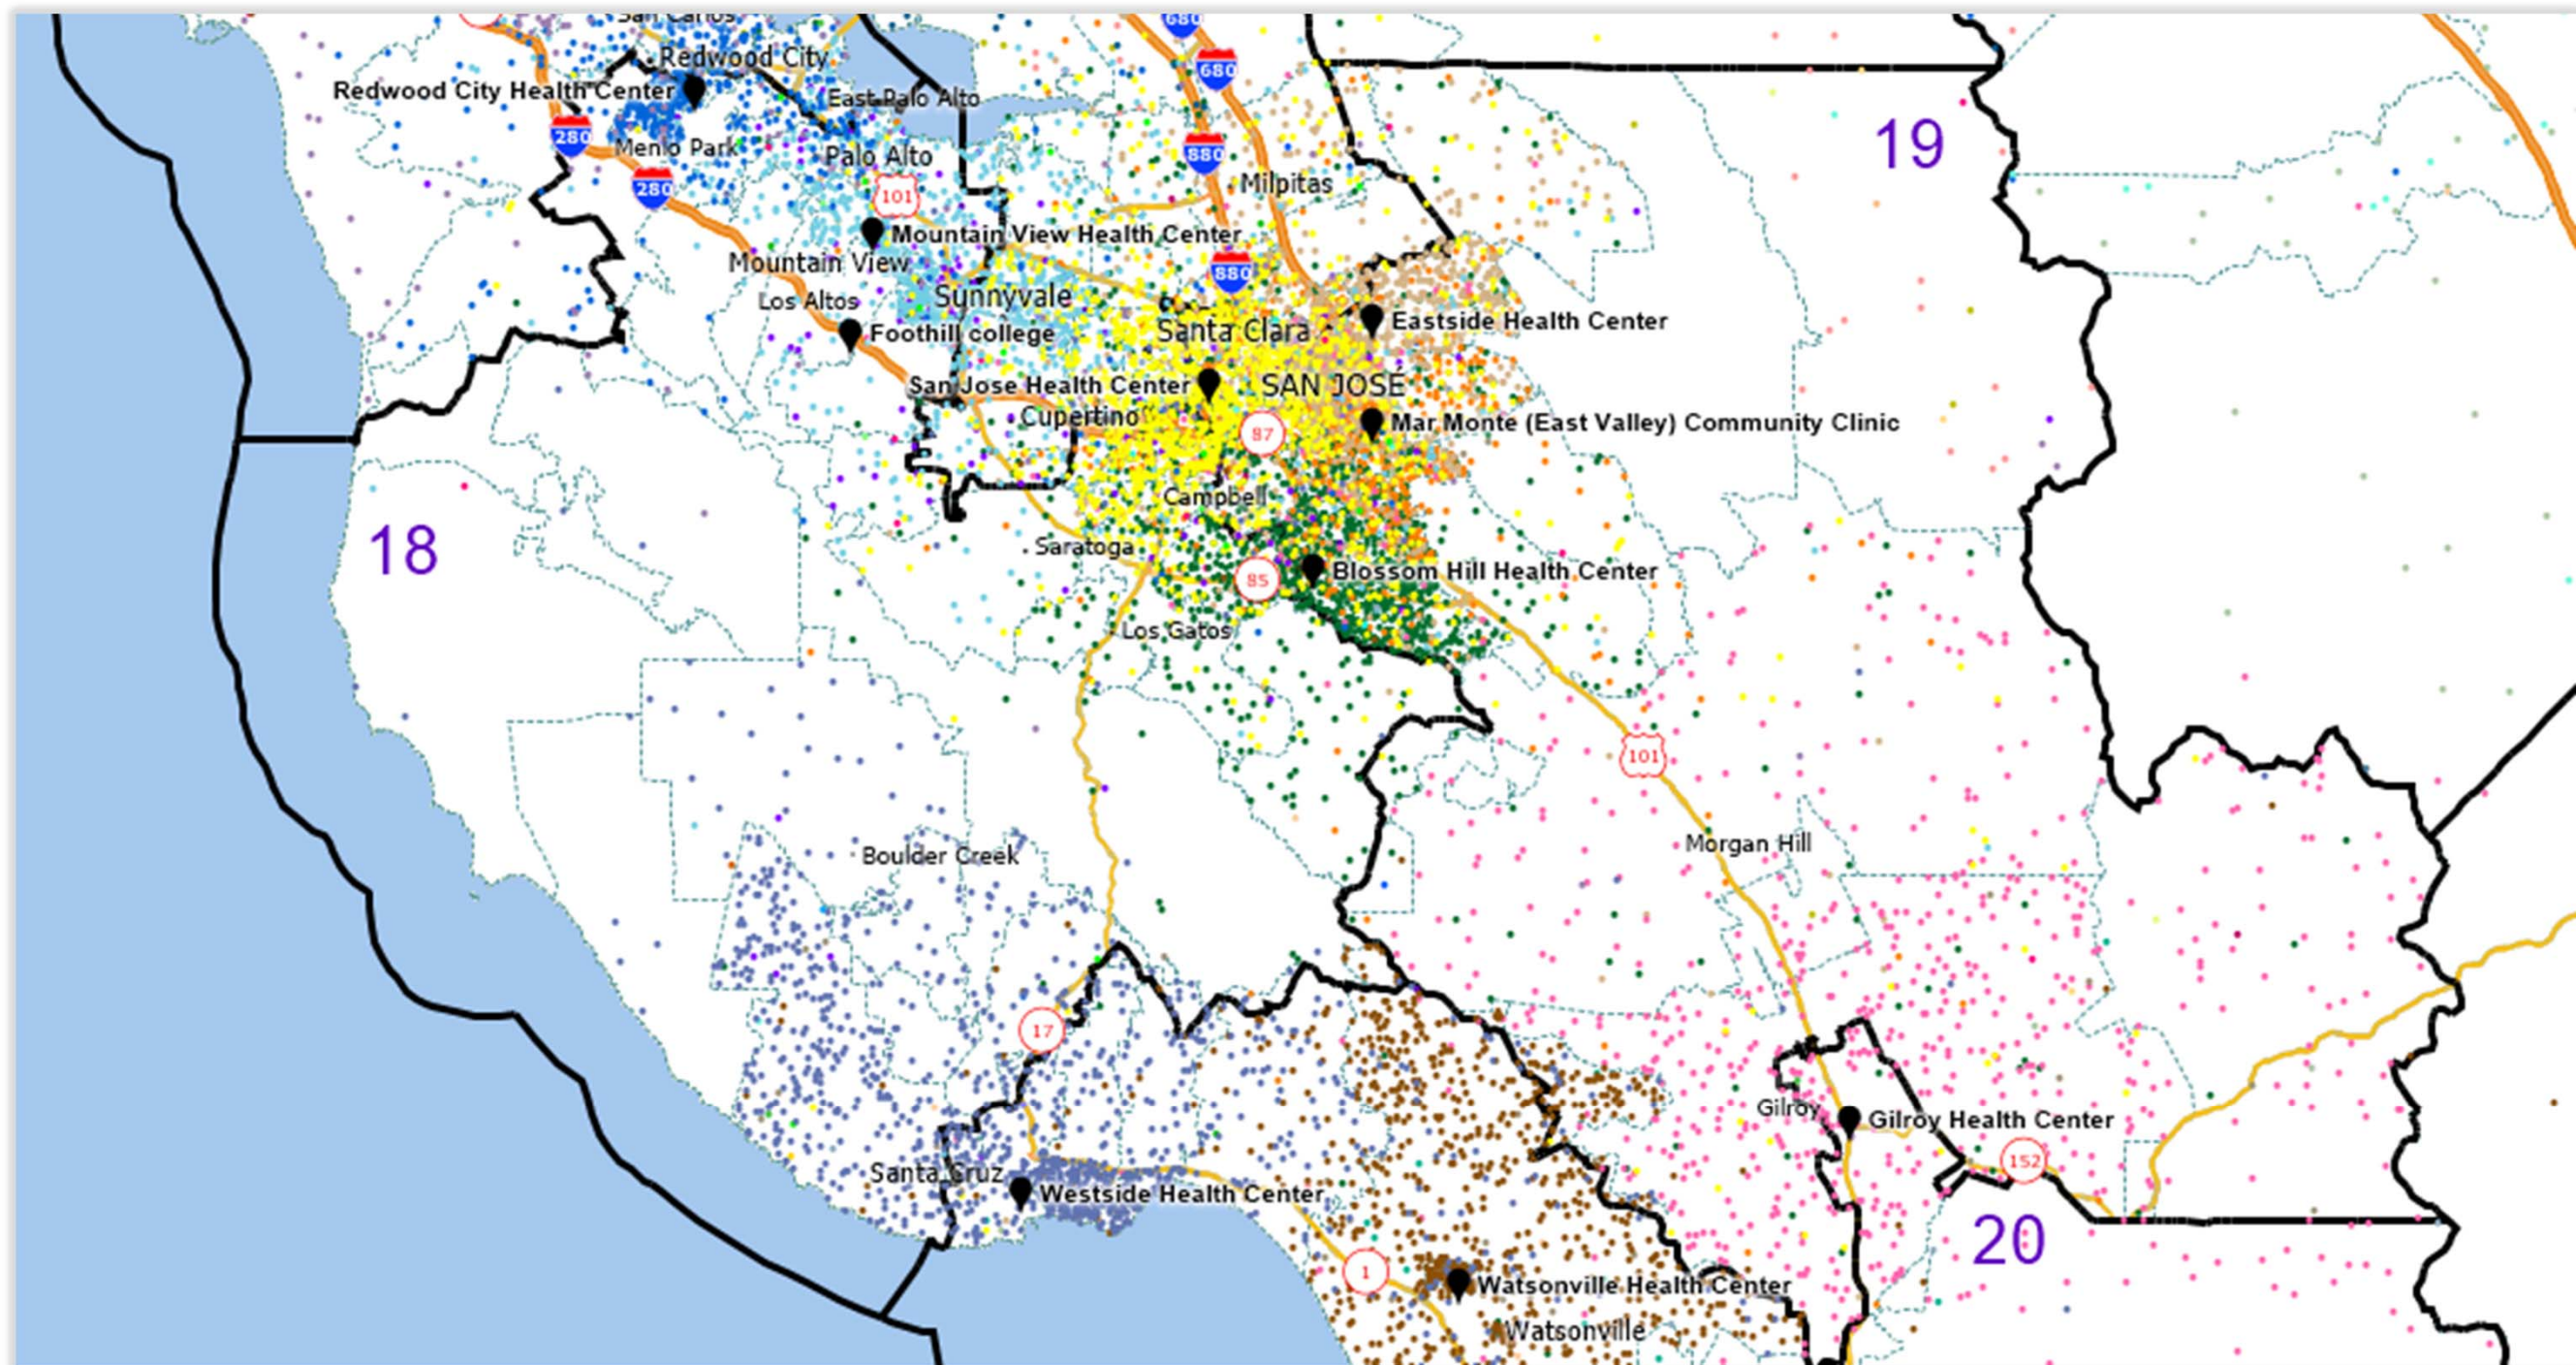 San Carlos
680
Redwood City
680
Redwood City Health Center
East Palo Alto
280
Menlo Park
Palo Alto
880
19
280
101
Milpitas
Mountain View Health Center
Mountain View
880
Los Altos
Sunnyvale
Foothill college
Santa Clara
Eastside Health Center
San Jose Health Center
SAN JOSE
Cupertino
87
Mar Monte (East Valley) Community Clinic
Campbell
18
Saratoga
85
Blossom Hill Health Center
Los Gatos
101
Morgan Hill
Boulder Creek
17
Gilroy
Gilroy Health Center
152
Santa Cruz
Westside Health Center
20
1
Watsonville Health Center
Watsonville